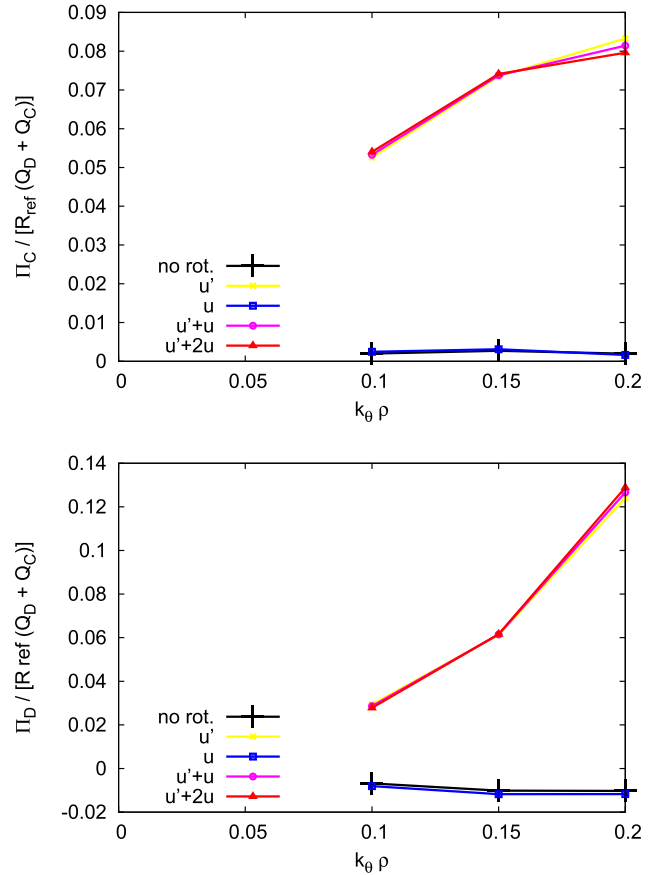 0.09
0.08
0.07
0.06
0.05
0.04
0.03
0.02
0.01
0
Π_C / [R_ref (Q_D + Q_C)]
no rot.
u'
u
u'+u
u'+2u
0 0.05 0.1 0.15 0.2
k_θ ρ
0.14
0.12
0.1
0.08
0.06
0.04
0.02
0
-0.02
Π_D / [R ref (Q_D + Q_C)]
no rot.
u'
u
u'+u
u'+2u
0 0.05 0.1 0.15 0.2
k_θ ρ